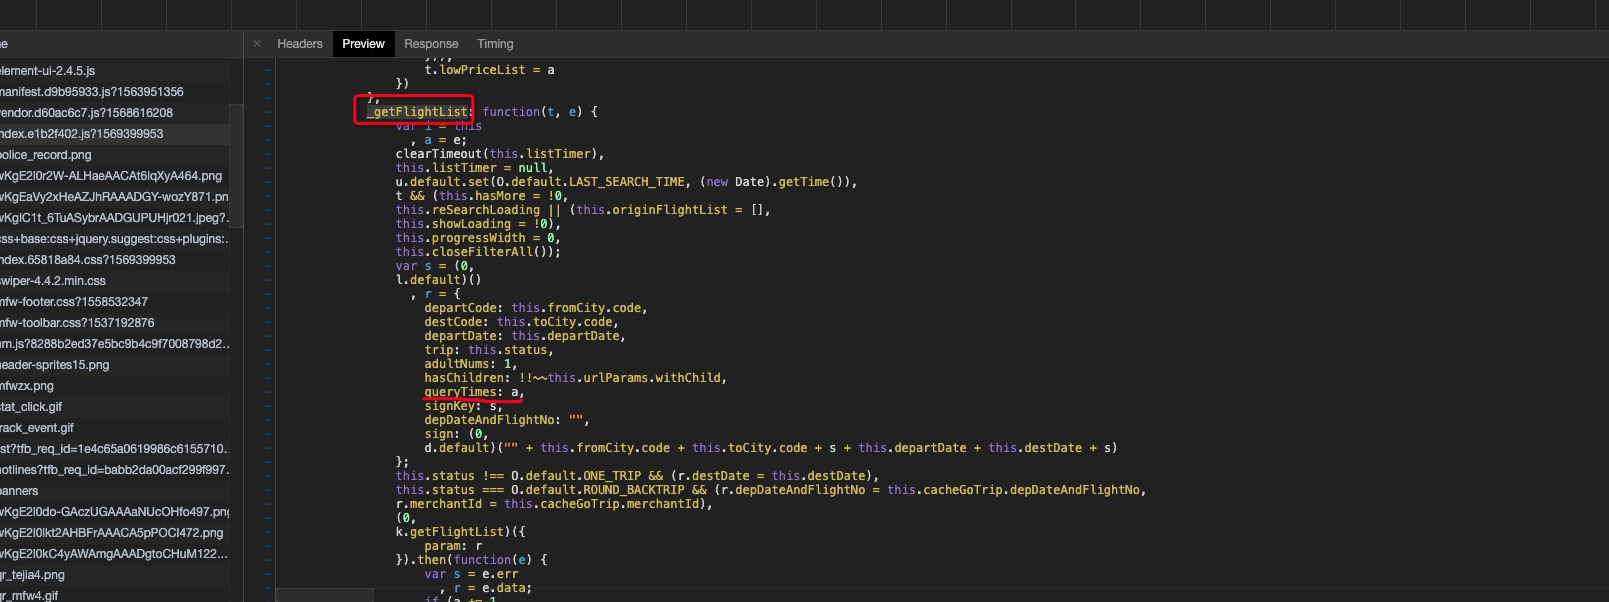 e
× Headers Preview Response Timing
element-ui-2.4.5.js
manifest.d9b95933.js?1563951356
vendor.d60ac6c7.js?1568616208
ndex.e1b2f402.js?1569399953
police_record.png
wKgE2l0r2W-ALHaeAACAt6lqXyA464.png
wKgEaVy2xHeAZJhRAAADGY-wozY871.pn
wKgIC1t_6TuASybrAADGUPUHjr021.jpeg?.
css+base:css+jquery.suggest:css+plugins:.
ndex.65818a84.css?1569399953
swiper-4.4.2.min.css
mfw-footer.css?1558532347
mfw-toolbar.css?1537192876
hm.js?8288b2ed37e5bc9b4c9f7008798d2...
header-sprites15.png
mfwzx.png
stat_click.gif
rack_event.gif
st?tfb_req_id=1e4c65a0619986c6155710.
hotlines?tfb_req_id=babb2da00acf299f997.
banners
wKgE2l0do-GAczUGAAAaNUcOHfo497.png
wKgE2l0lkt2AHBFrAAACA5pPOCI472.png
wKgE2l0kC4yAWAmgAAADgtoCHuM122...
qr_tejia4.png
qr_mfw4.gif
}));
t.lowPriceList = a
})
},
_getFlightList: function(t, e) {
var i = this
, a = e;
clearTimeout(this.listTimer),
this.listTimer = null,
u.default.set(O.default.LAST_SEARCH_TIME, (new Date).getTime()),
t && (this.hasMore = !0,
this.reSearchLoading || (this.originFlightList = [],
this.showLoading = !0),
this.progressWidth = 0,
this.closeFilterAll());
var s = (0,
l.default)()
, r = {
departCode: this.fromCity.code,
destCode: this.toCity.code,
departDate: this.departDate,
trip: this.status,
adultNums: 1,
hasChildren: !!~~this.urlParams.withChild,
queryTimes: a,
signKey: s,
depDateAndFlightNo: "",
sign: (0,
d.default)("" + this.fromCity.code + this.toCity.code + s + this.departDate + this.destDate + s)
};
this.status !== O.default.ONE_TRIP && (r.destDate = this.destDate),
this.status === O.default.ROUND_BACKTRIP && (r.depDateAndFlightNo = this.cacheGoTrip.depDateAndFlightNo,
r.merchantId = this.cacheGoTrip.merchantId),
(0,
k.getFlightList)({
param: r
}).then(function(e) {
var s = e.err
, r = e.data;
if (a += 1